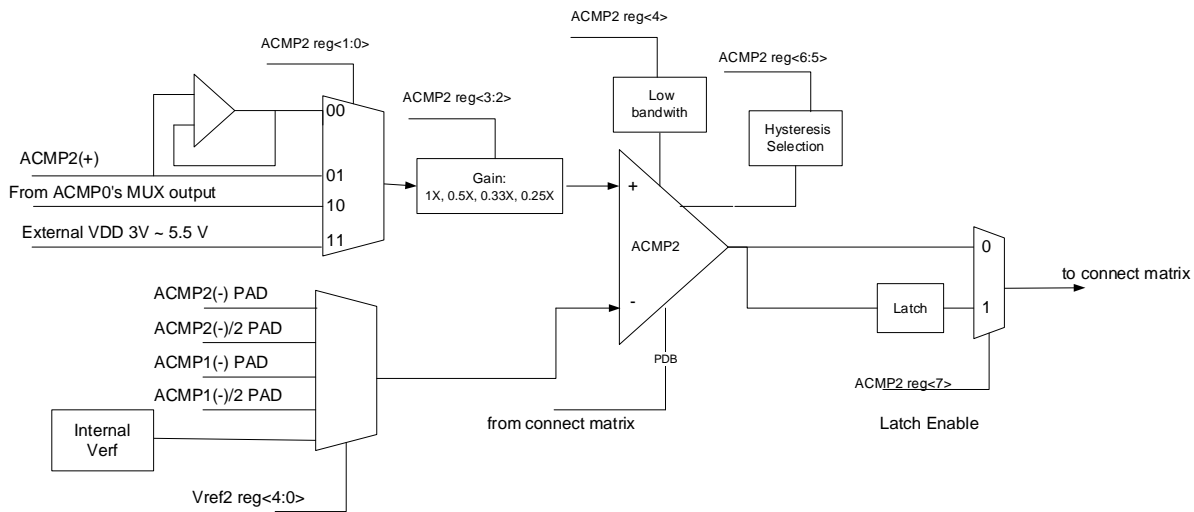 ACMP2 reg<4>
ACMP2 reg<1:0>
ACMP2 reg<6:5>
ACMP2 reg<3:2>
Low
bandwith
00
Hysteresis
Selection
ACMP2(+)
01
Gain:
1X, 0.5X, 0.33X, 0.25X
+
From ACMP0's MUX output
10
External VDD 3V ~ 5.5 V
11
ACMP2
0
to connect matrix
ACMP2(-) PAD
-
Latch
1
ACMP2(-)/2 PAD
ACMP1(-) PAD
PDB
ACMP2 reg<7>
ACMP1(-)/2 PAD
from connect matrix
Latch Enable
Internal
Verf
Vref2 reg<4:0>